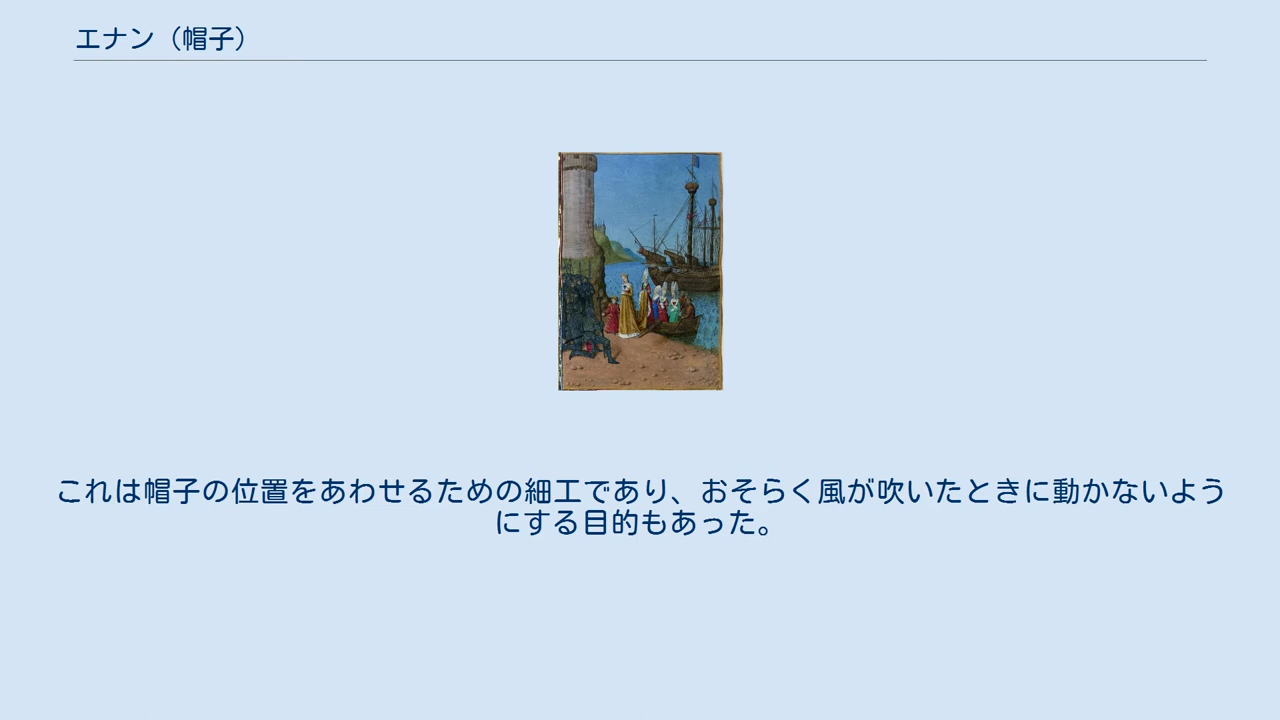 エナン（帽子）
これは帽子の位置をあわせるための細工であり、おそらく風が吹いたときに動かないよう
にする目的もあった。